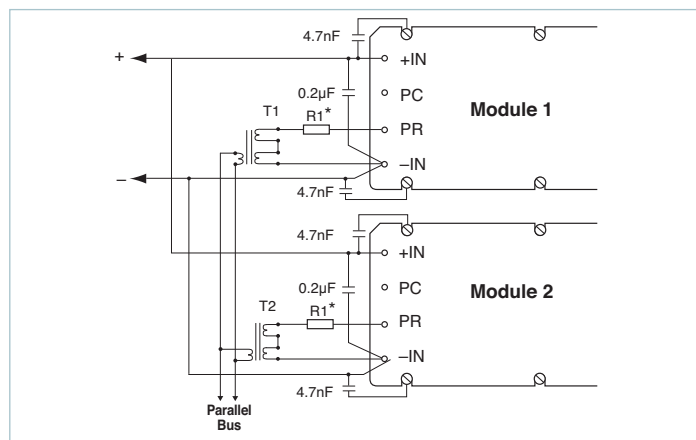 4.7nF
+
+IN
0.2µF
PC
Module 1
T1
R1*
PR
–
–IN
4.7nF
4.7nF
+IN
0.2µF
PC
Module 2
T2
R1*
PR
–IN
4.7nF
Parallel
Bus